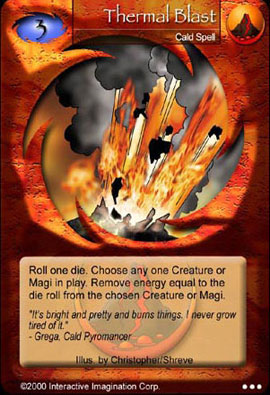 3
Thermal Blast
Cald Spell
Roll one die. Choose any one Creature or
Magi in play. Remove energy equal to the
die roll from the chosen Creature or Magi.
"It's bright and pretty and burns things. I never grow
tired of it."
- Grega, Cald Pyromancer
Illus. by Christopher/Shreve
©2000 Interactive Imagination Corp.